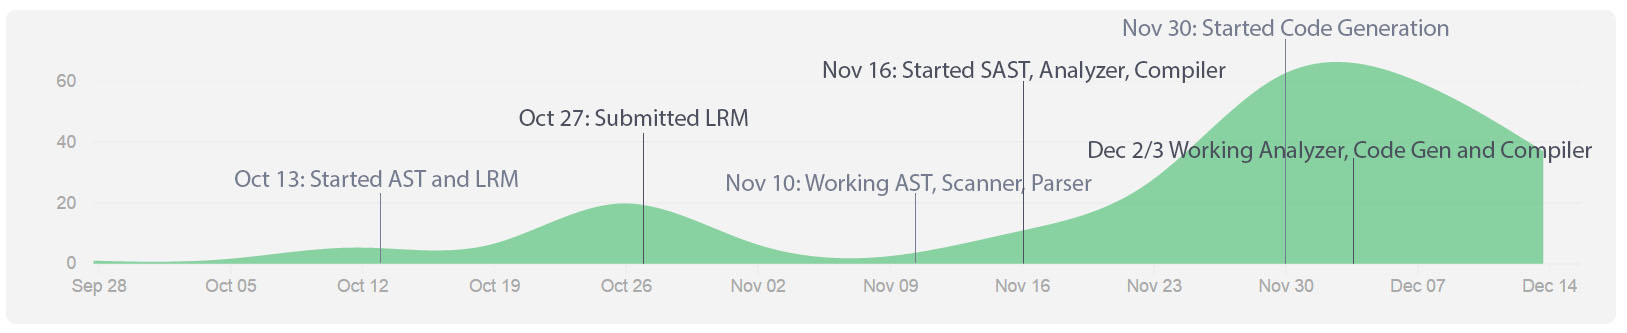 Nov 30: Started Code Generation
Nov 16: Started SAST, Analyzer, Compiler
60
Oct 27: Submitted LRM
40
Dec 2/3 Working Analyzer, Code Gen and Compiler
Oct 13: Started AST and LRM
Nov 10: Working AST, Scanner, Parser
20
0
Sep 28 Oct 05 Oct 12 Oct 19 Oct 26 Nov 02 Nov 09 Nov 16 Nov 23 Nov 30 Dec 07 Dec 14